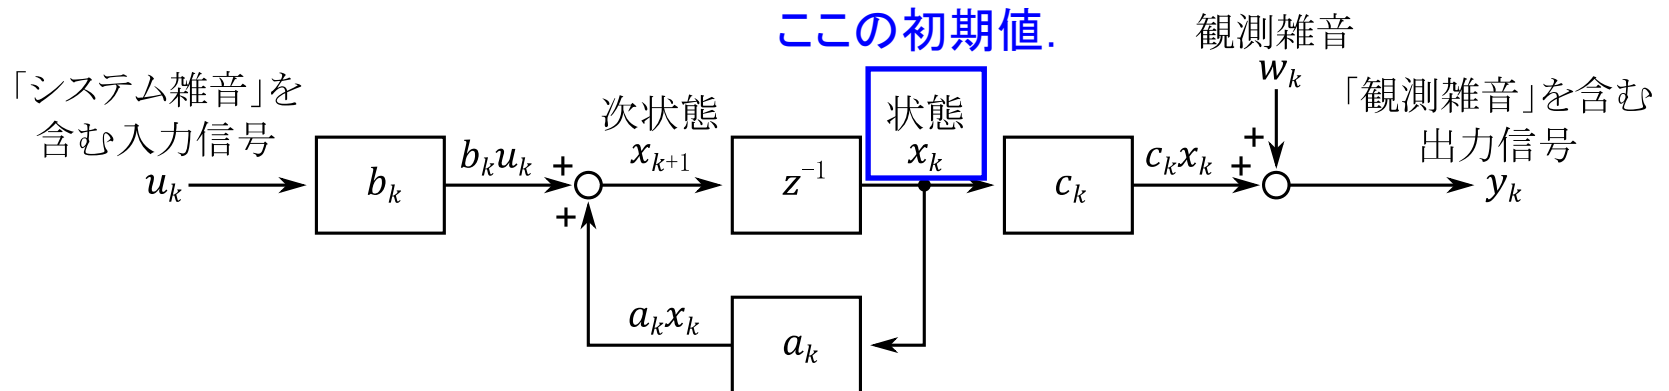 ここの初期値.
観測雑音
w_k
「システム雑音」を
含む入力信号
u_k
b_k
b_k u_k
+
+
次状態
x_{k+1}
z^{-1}
状態
x_k
c_k
c_k x_k
+
+
「観測雑音」を含む
出力信号
y_k
a_k x_k
a_k